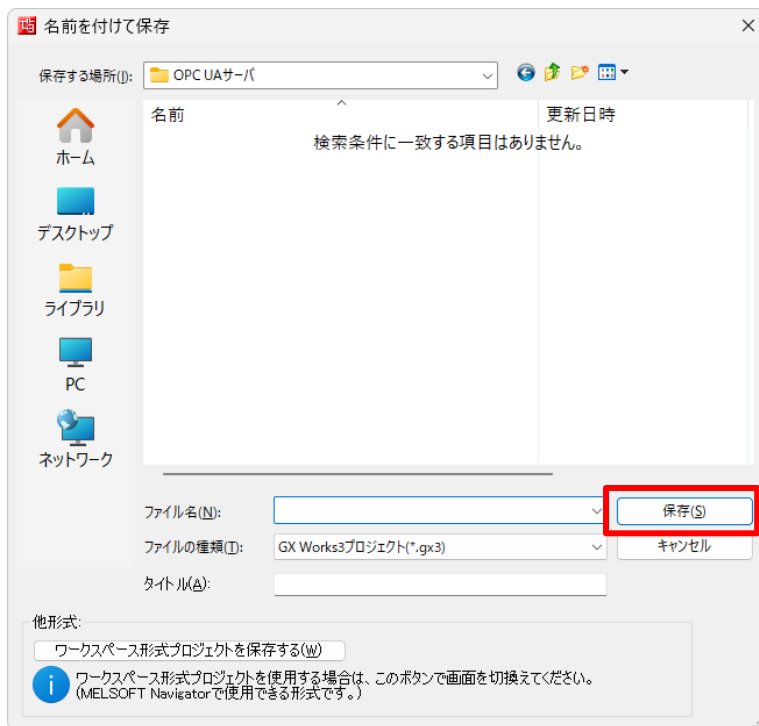 名前を付けて保存
保存する場所(I): OPC UAサーバ
名前 更新日時
検索条件に一致する項目はありません。
ホーム
デスクトップ
ライブラリ
PC
ネットワーク
ファイル名(N): 保存(S)
ファイルの種類(T): GX Works3プロジェクト(*.gx3) キャンセル
タイトル(A):
他形式:
ワークスペース形式プロジェクトを保存する(W)
ワークスペース形式プロジェクトを使用する場合は、このボタンで画面を切換えてください。
(MELSOFT Navigatorで使用できる形式です。)